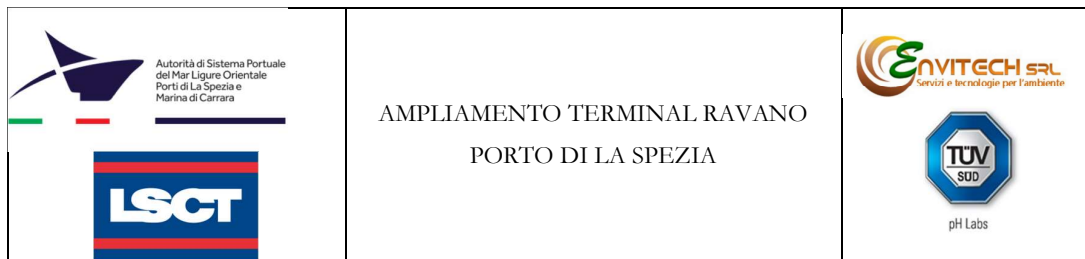 Autorità di Sistema Portuale
del Mar Ligure Orientale
Porti di La Spezia e
Marina di Carrara
LSCT
AMPLIAMENTO TERMINAL RAVANO
PORTO DI LA SPEZIA
ENVITECH SRL
Servizi e tecnologie per l'ambiente
TÜV
SÜD
pH Labs